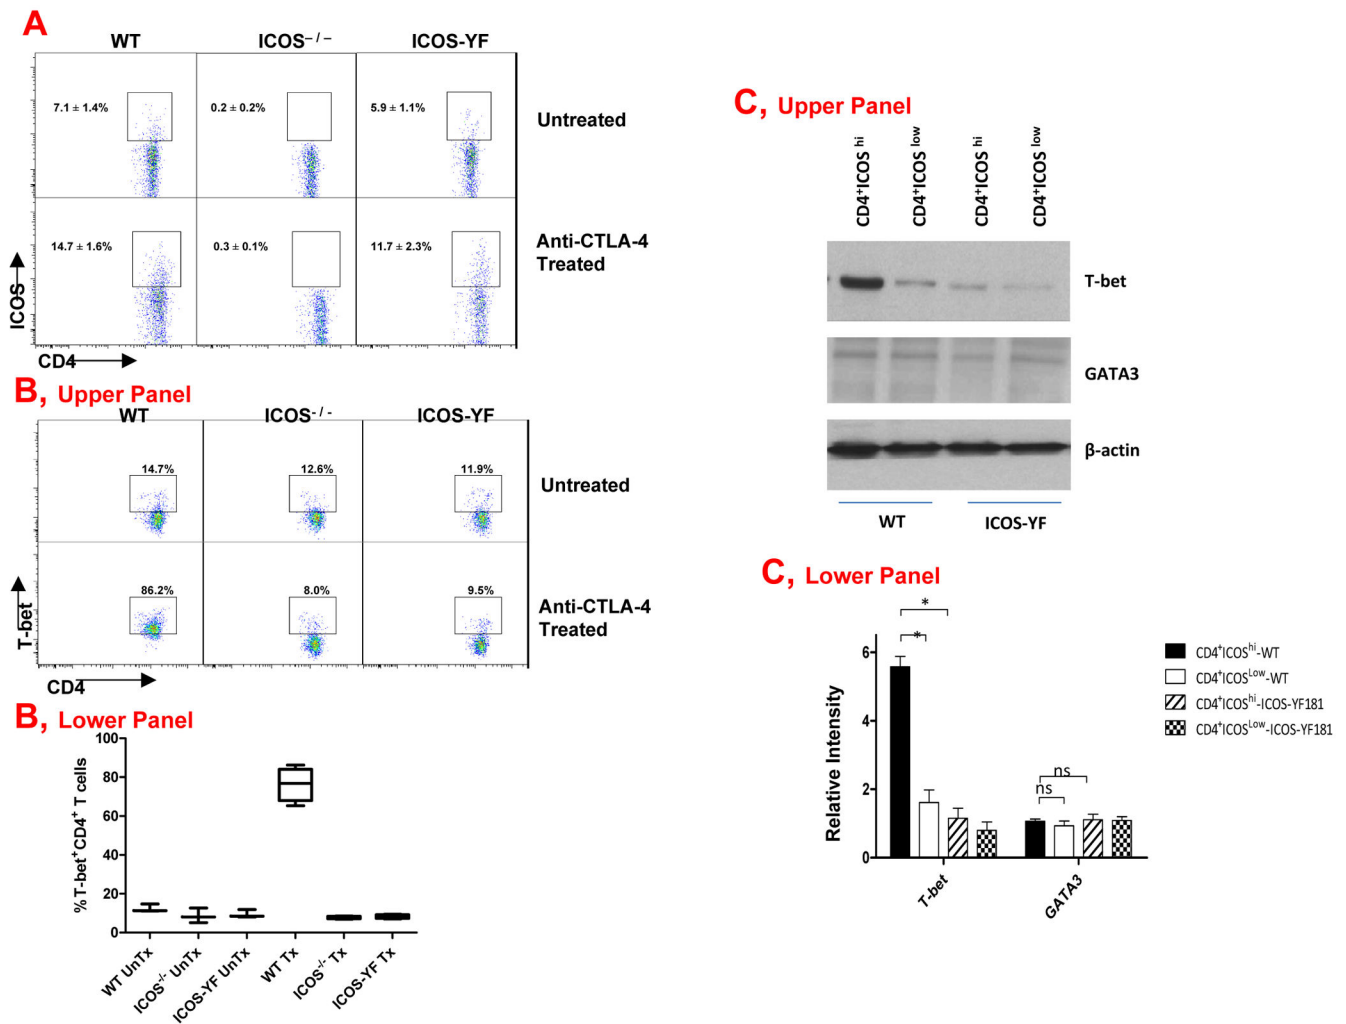 A
WT ICOS–/– ICOS-YF
7.1 ± 1.4% 0.2 ± 0.2% 5.9 ± 1.1%
Untreated
14.7 ± 1.6% 0.3 ± 0.1% 11.7 ± 2.3%
Anti-CTLA-4
Treated
ICOS
CD4
B, Upper Panel
WT ICOS-/- ICOS-YF
14.7% 12.6% 11.9%
Untreated
86.2% 8.0% 9.5%
Anti-CTLA-4
Treated
T-bet
CD4
B, Lower Panel
% T-bet+CD4+ T cells
100
80
60
40
20
0
WT UnTx
ICOS-/- UnTx
ICOS-YF UnTx
WT Tx
ICOS-/- Tx
ICOS-YF Tx
C, Upper Panel
CD4+ICOS hi
CD4+ICOS low
CD4+ICOS hi
CD4+ICOS low
T-bet
GATA3
β-actin
WT ICOS-YF
C, Lower Panel
*
*
ns
ns
Relative Intensity
6
4
2
0
T-bet
GATA3
CD4+ICOShi-WT
CD4+ICOSLow-WT
CD4+ICOShi-ICOS-YF181
CD4+ICOSLow-ICOS-YF181